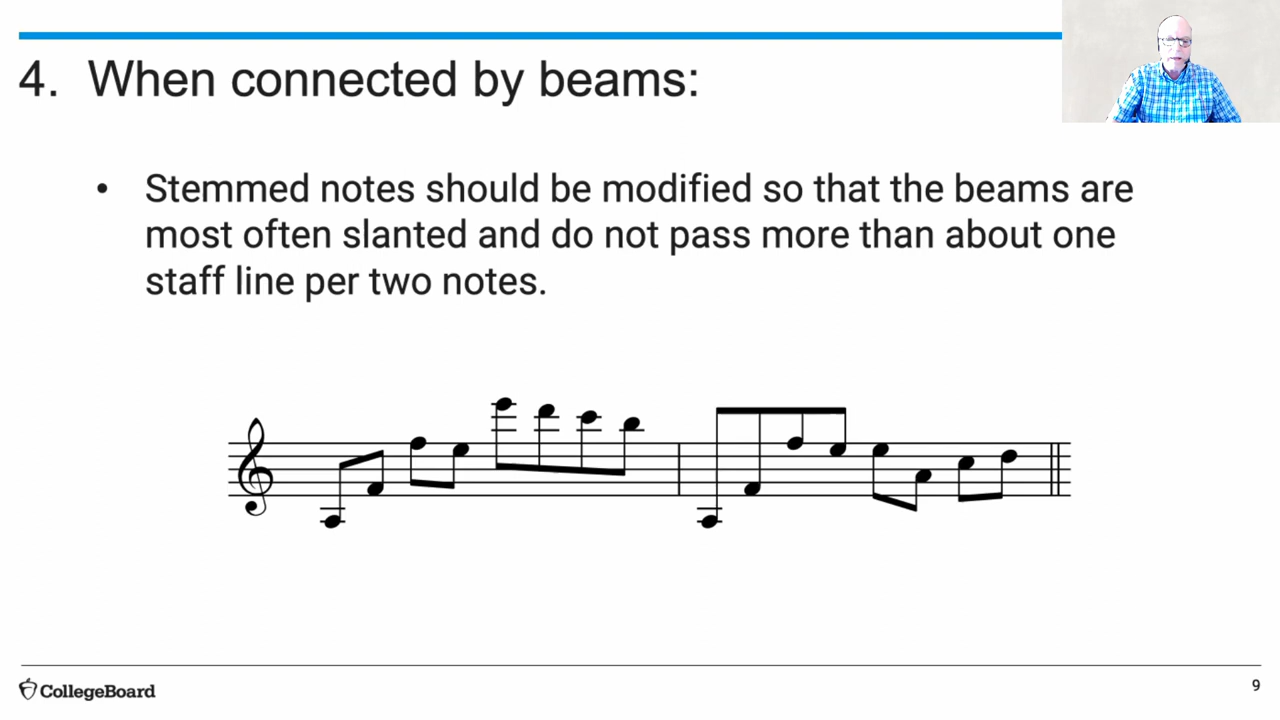 4. When connected by beams:
• Stemmed notes should be modified so that the beams are
most often slanted and do not pass more than about one
staff line per two notes.
CollegeBoard
9